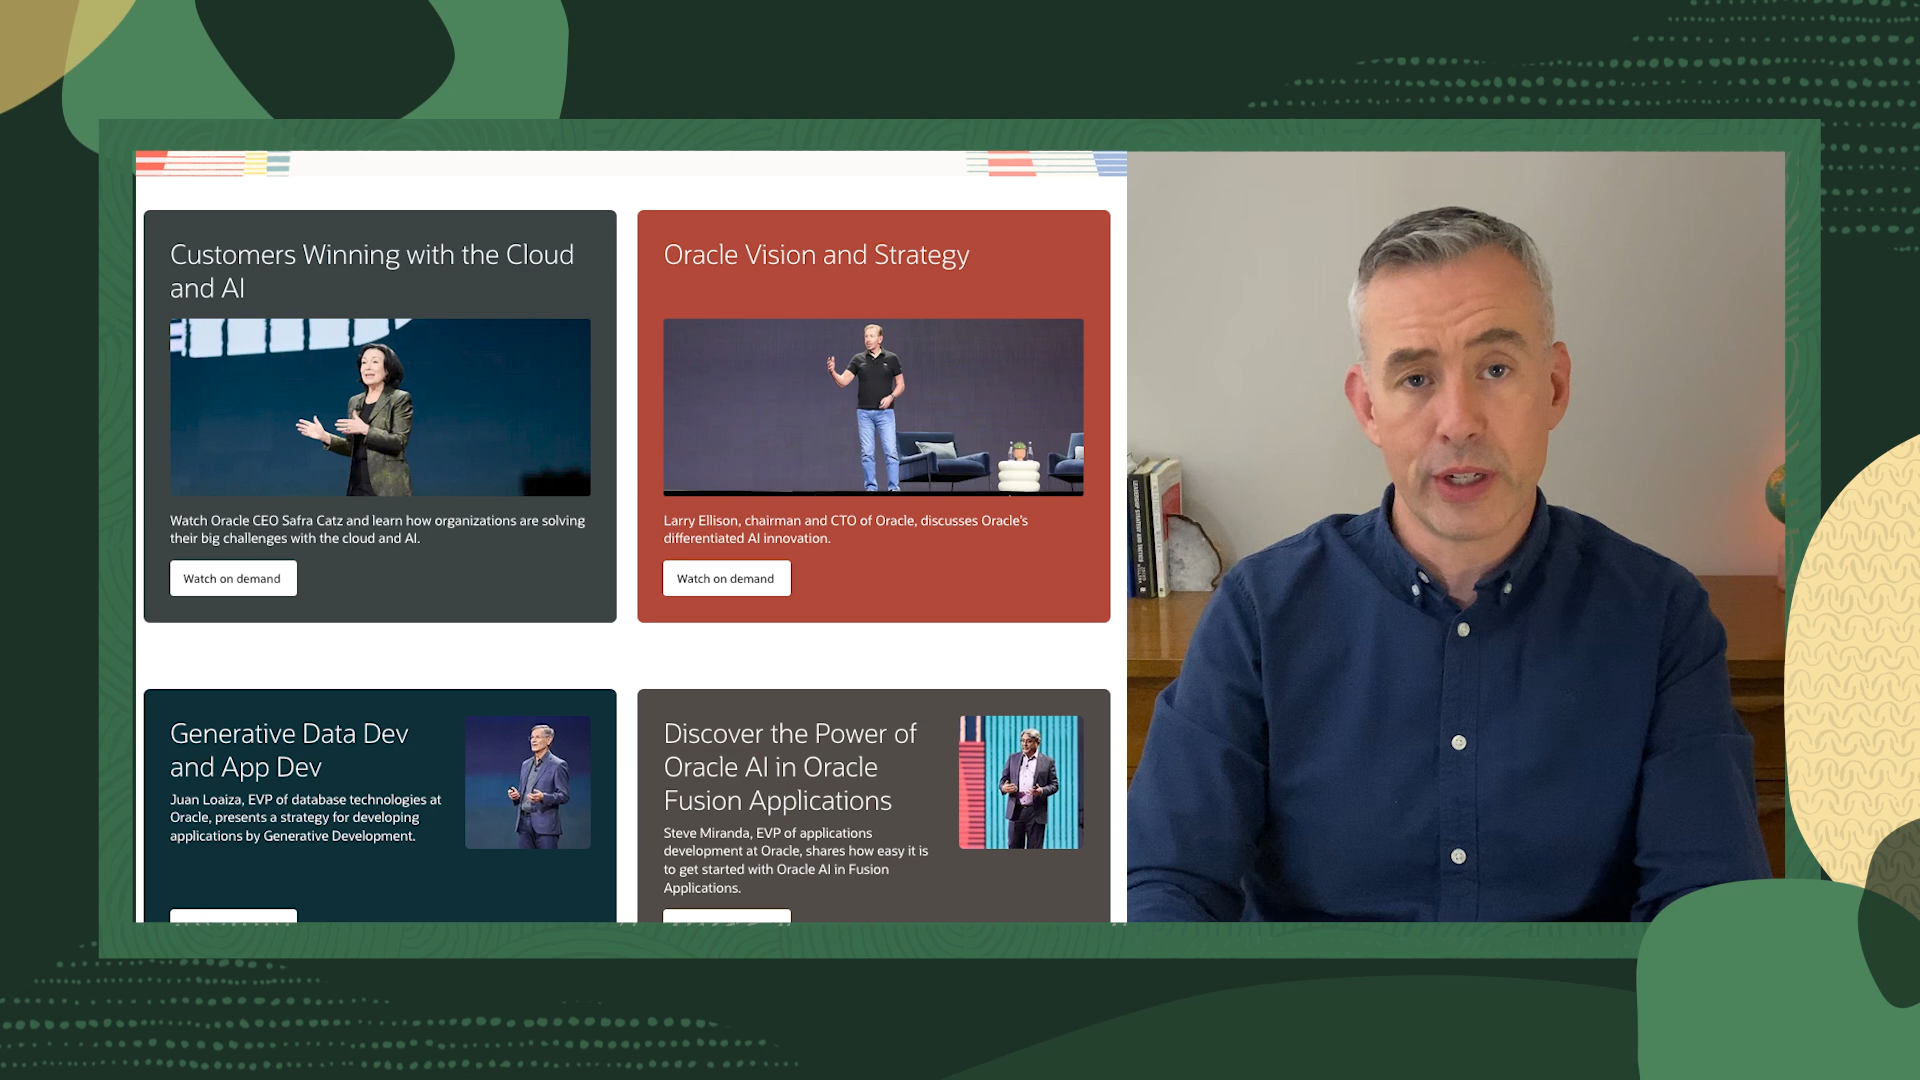 Customers Winning with the Cloud
and AI
Watch Oracle CEO Safra Catz and learn how organizations are solving
their big challenges with the cloud and AI.
Watch on demand
Oracle Vision and Strategy
Larry Ellison, chairman and CTO of Oracle, discusses Oracle's
differentiated AI innovation.
Watch on demand
Generative Data Dev
and App Dev
Juan Loaiza, EVP of database technologies at
Oracle, presents a strategy for developing
applications by Generative Development.
Discover the Power of
Oracle AI in Oracle
Fusion Applications
Steve Miranda, EVP of applications
development at Oracle, shares how easy it is
to get started with Oracle AI in Fusion
Applications.